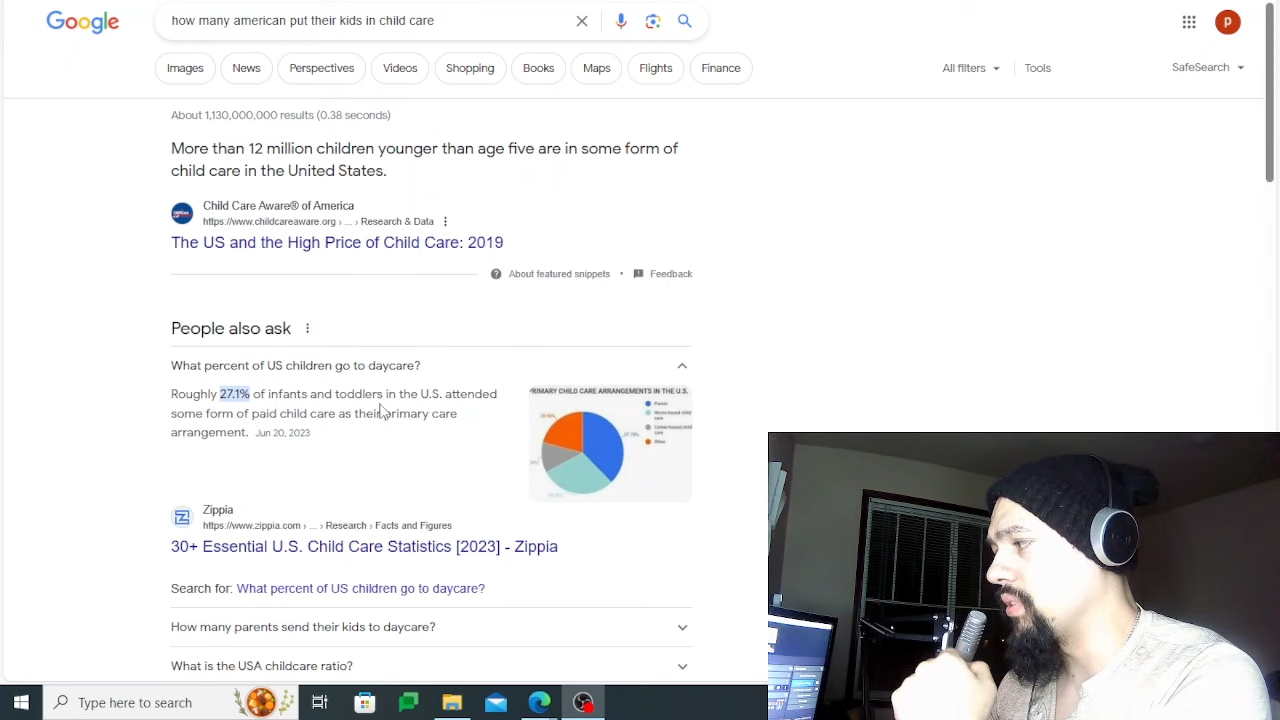 Google
how many american put their kids in child care
P
Images
News
Perspectives
Videos
Shopping
Books
Maps
Flights
Finance
All filters
Tools
SafeSearch
About 1,130,000,000 results (0.38 seconds)
More than 12 million children younger than age five are in some form of
child care in the United States.
Child Care Aware® of America
https://www.childcareaware.org › ... › Research & Data
The US and the High Price of Child Care: 2019
About featured snippets
•
Feedback
People also ask
What percent of US children go to daycare?
Roughly 27.1% of infants and toddlers in the U.S. attended
some form of paid child care as their primary care
arrangement. Jun 20, 2023
PRIMARY CHILD CARE ARRANGEMENTS IN THE U.S.
Zippia
https://www.zippia.com › ... › Research › Facts and Figures
30+ Essential U.S. Child Care Statistics [2023] - Zippia
Search for: What percent of US children go to daycare?
How many parents send their kids to daycare?
What is the USA childcare ratio?
Type here to search